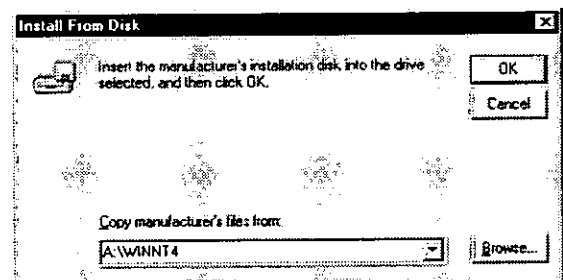 Install From Disk
Insert the manufacturer's installation disk into the drive
selected, and then click OK.
OK
Cancel
Copy manufacturer's files from:
A:\WINNT4
Browse...